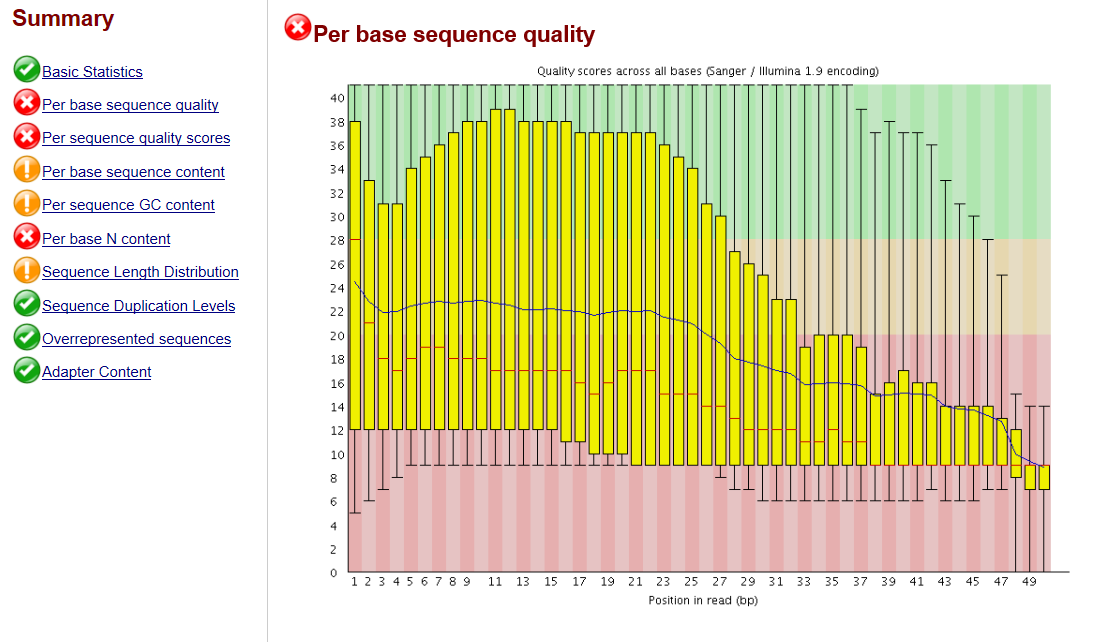 Summary
Basic Statistics
Per base sequence quality
Per sequence quality scores
Per base sequence content
Per sequence GC content
Per base N content
Sequence Length Distribution
Sequence Duplication Levels
Overrepresented sequences
Adapter Content
Per base sequence quality
Quality scores across all bases (Sanger / Illumina 1.9 encoding)
40
38
36
34
32
30
28
26
24
22
20
18
16
14
12
10
8
6
4
2
0
1 2 3 4 5 6 7 8 9 11 13 15 17 19 21 23 25 27 29 31 33 35 37 39 41 43 45 47 49
Position in read (bp)